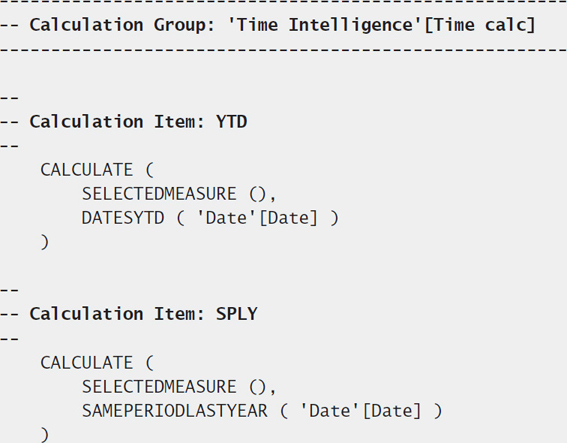 -----------------------------------------------------------
-- Calculation Group: 'Time Intelligence'[Time calc]
-----------------------------------------------------------
--
-- Calculation Item: YTD
--
CALCULATE (
SELECTEDMEASURE (),
DATESYTD ( 'Date'[Date] )
)
--
-- Calculation Item: SPLY
--
CALCULATE (
SELECTEDMEASURE (),
SAMEPERIODLASTYEAR ( 'Date'[Date] )
)